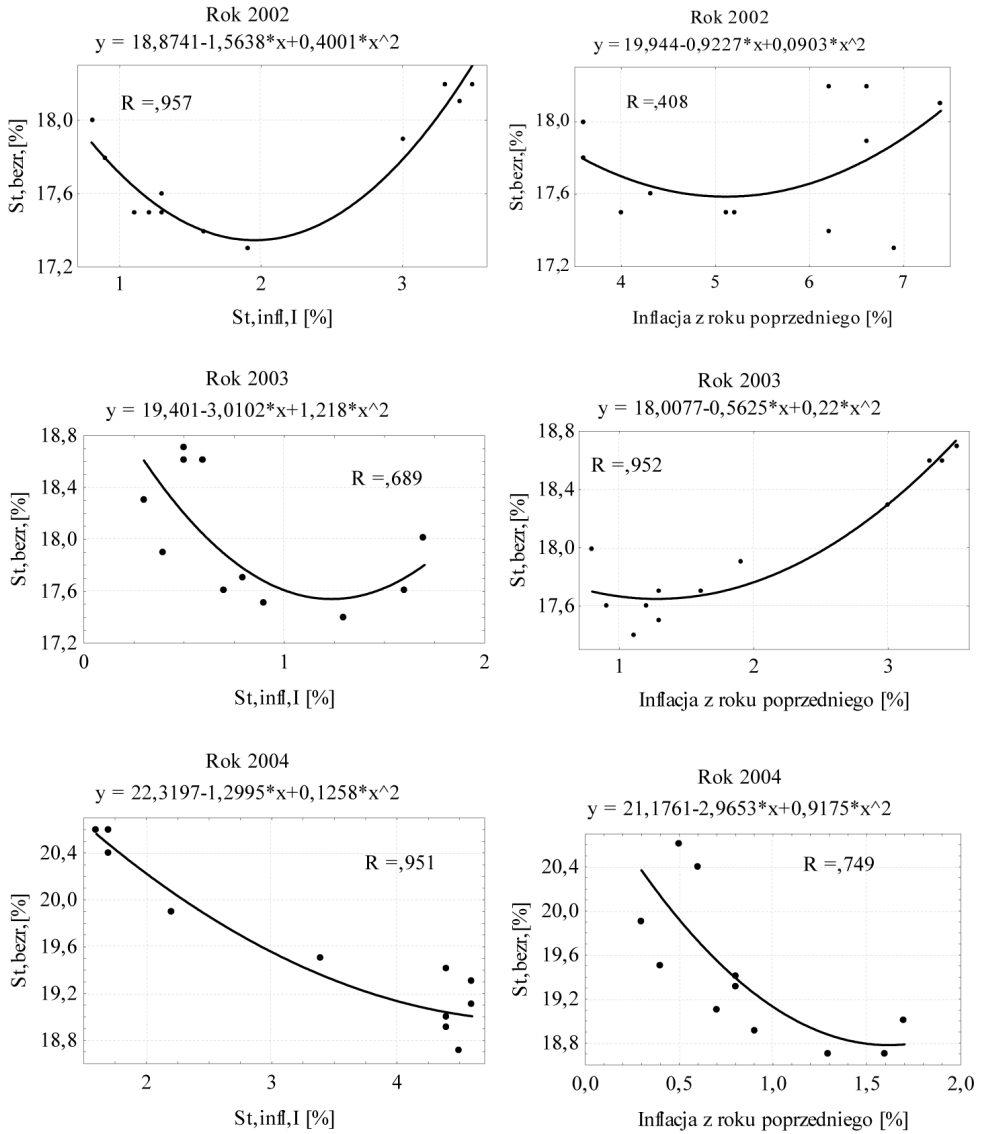 Rok 2002
y = 18,8741-1,5638*x+0,4001*x^2
R =,957
18,0
17,6
17,2
1
2
3
St,bezr,[%]
St,infl,I [%]
Rok 2002
y = 19,944-0,9227*x+0,0903*x^2
R =,408
18,0
17,6
17,2
4
5
6
7
St,bezr,[%]
Inflacja z roku poprzedniego [%]
Rok 2003
y = 19,401-3,0102*x+1,218*x^2
R =,689
18,8
18,4
18,0
17,6
17,2
0
1
2
St,bezr,[%]
St,infl,I [%]
Rok 2003
y = 18,0077-0,5625*x+0,22*x^2
R =,952
18,8
18,4
18,0
17,6
1
2
3
St,bezr,[%]
Inflacja z roku poprzedniego [%]
Rok 2004
y = 22,3197-1,2995*x+0,1258*x^2
R =,951
20,4
20,0
19,6
19,2
18,8
2
3
4
St,bezr,[%]
St,infl,I [%]
Rok 2004
y = 21,1761-2,9653*x+0,9175*x^2
R =,749
20,4
20,0
19,6
19,2
18,8
0,0
0,5
1,0
1,5
2,0
St,bezr,[%]
Inflacja z roku poprzedniego [%]